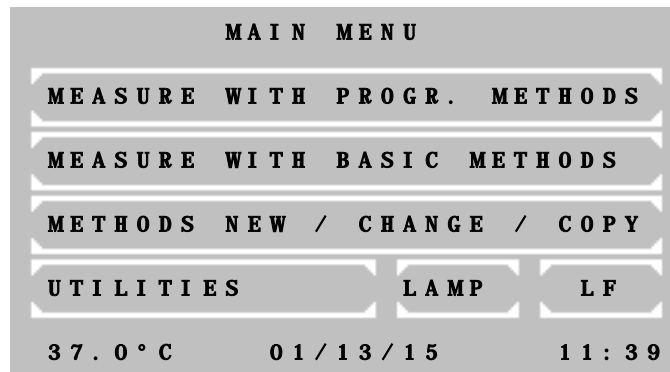 MAIN MENU
MEASURE WITH PROGR. METHODS
MEASURE WITH BASIC METHODS
METHODS NEW / CHANGE / COPY
UTILITIES LAMP LF
37.0°C 01/13/15 11:39